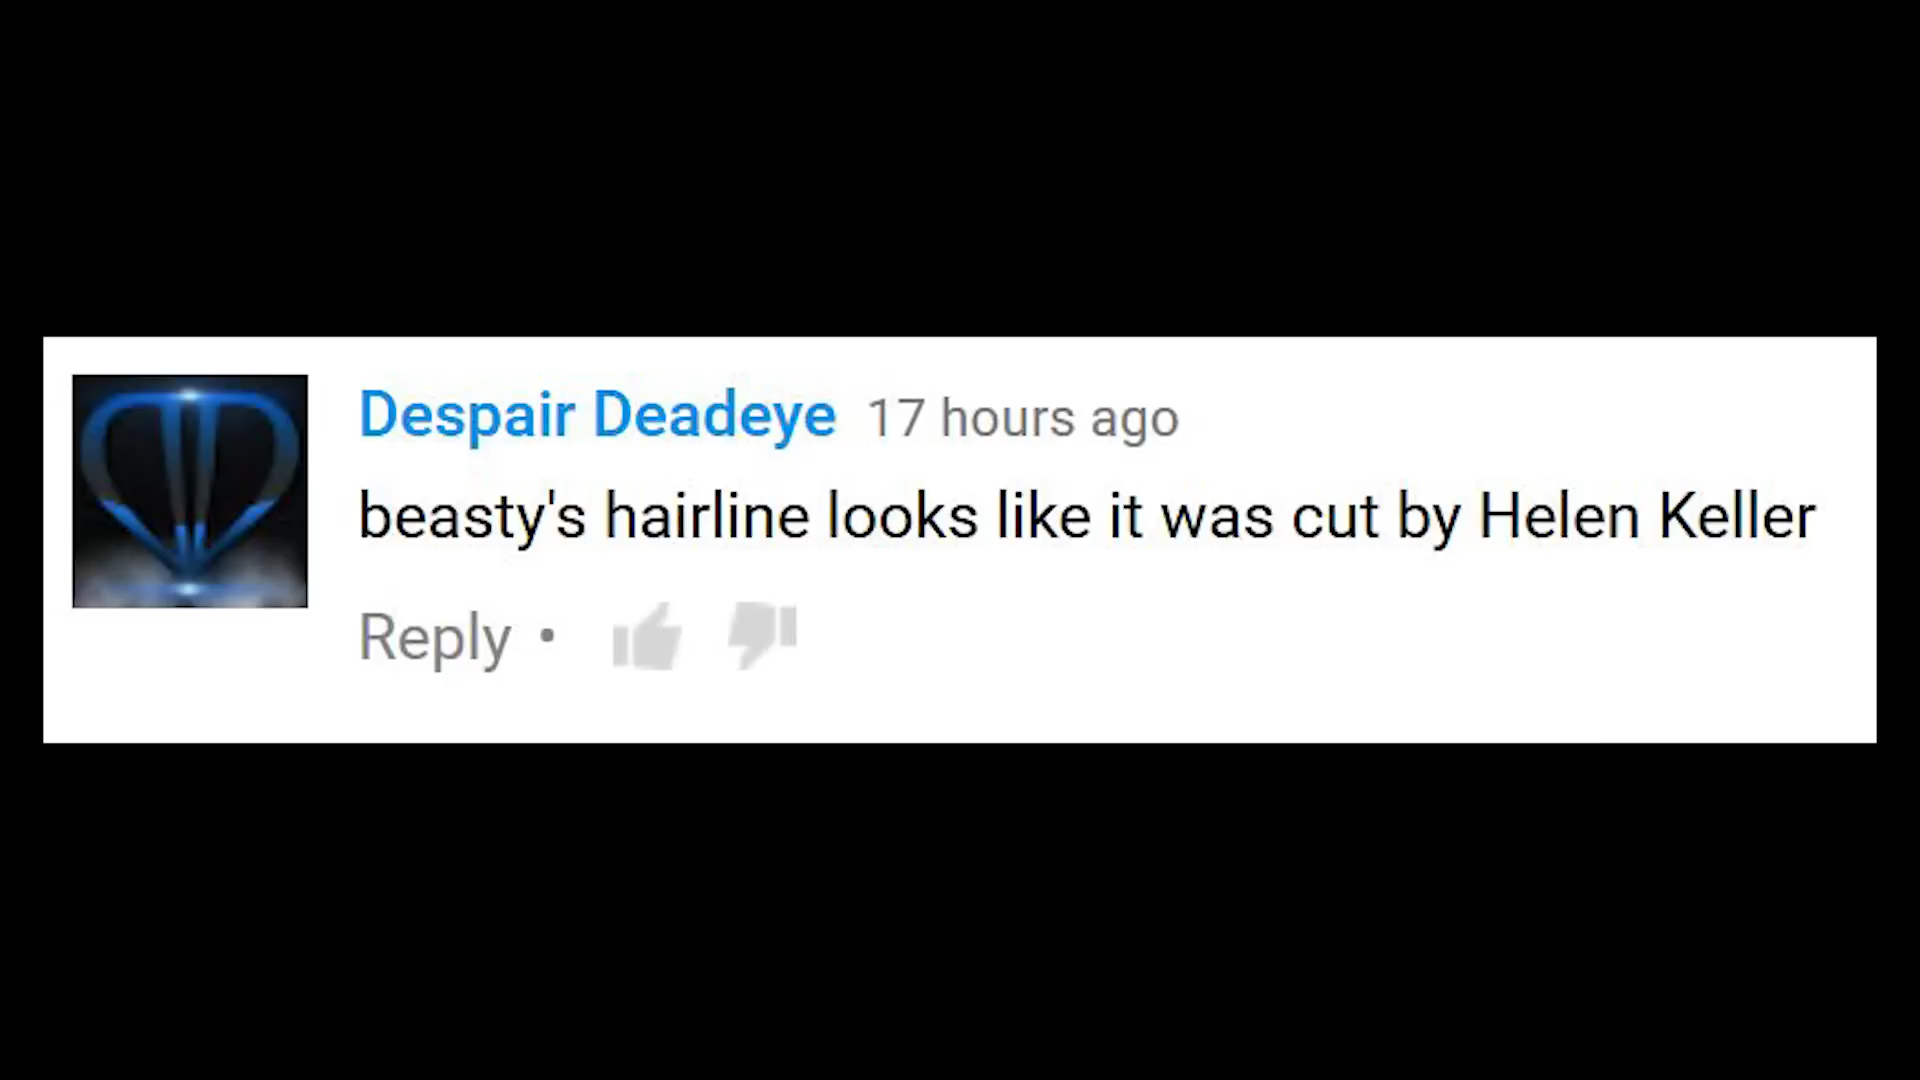 Despair Deadeye 17 hours ago
beasty's hairline looks like it was cut by Helen Keller
Reply •